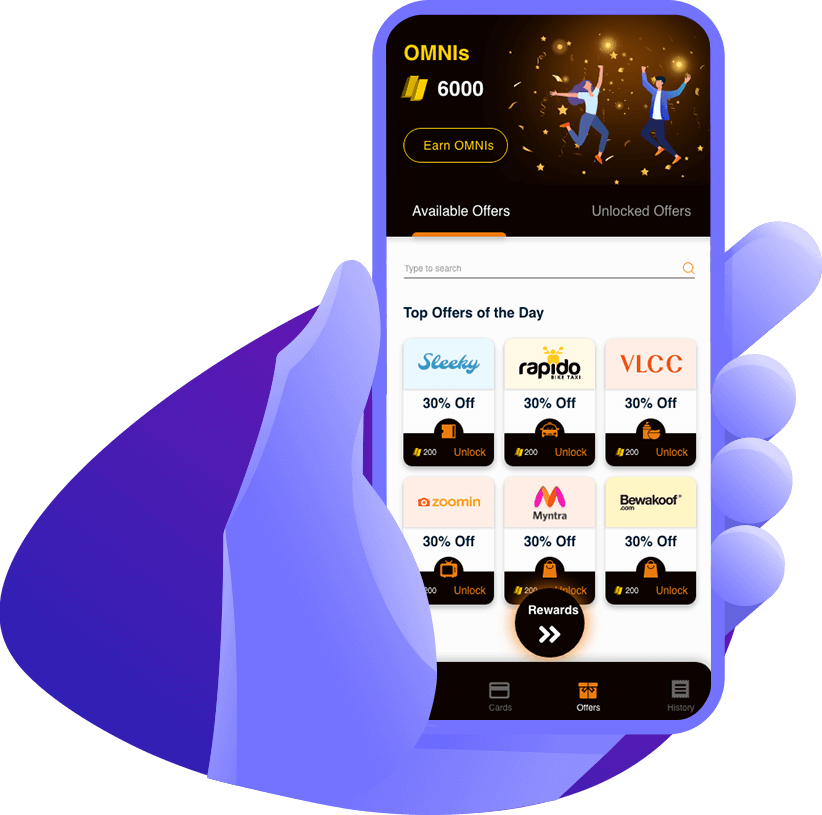 OMNIs
6000
Earn OMNIs
Available Offers
Unlocked Offers
Type to search
Top Offers of the Day
Sleeky
rapido
BIKE TAXI
VLCC
30% Off
30% Off
30% Off
200 Unlock
200 Unlock
200 Unlock
zoomin
Myntra
Bewakoof®
.com
30% Off
30% Off
30% Off
200 Unlock
200 Unlock
200 Unlock
Rewards
Cards
Offers
History